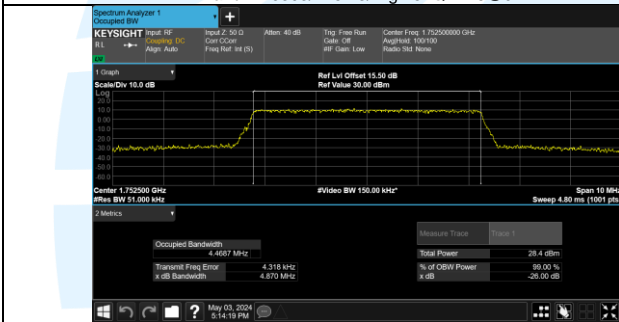 Spectrum Analyzer 1
Occupied BW
+
KEYSIGHT Input: RF Input Z: 50 Ω Atten: 40 dB Trig: Free Run Center Freq: 1.752500000 GHz
RL Coupling: DC Corr CCorr Gate: Off Avg|Hold: 100/100
Align: Auto Freq Ref: Int (S) #IF Gain: Low Radio Std: None
1 Graph
Ref Lvl Offset 15.50 dB
Scale/Div 10.0 dB Ref Value 30.00 dBm
Log
20.0
10.0
0.00
-10.0
-20.0
-30.0
-40.0
-50.0
-60.0
Center 1.752500 GHz #Video BW 150.00 kHz* Span 10 MHz
#Res BW 51.000 kHz Sweep 4.80 ms (1001 pts
2 Metrics
Measure Trace Trace 1
Occupied Bandwidth
4.4687 MHz Total Power 28.4 dBm
Transmit Freq Error 4.318 kHz % of OBW Power 99.00 %
x dB Bandwidth 4.870 MHz x dB -26.00 dB
? May 03, 2024
5:14:19 PM